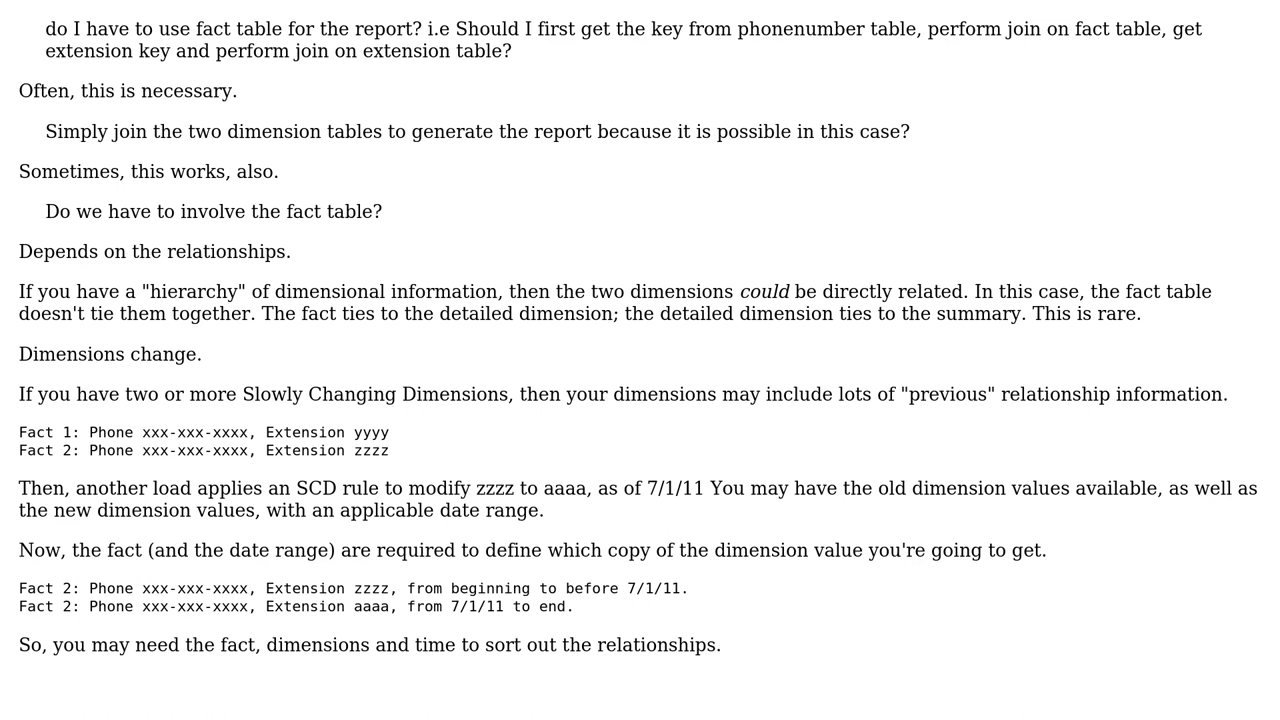 do I have to use fact table for the report? i.e Should I first get the key from phonenumber table, perform join on fact table, get
extension key and perform join on extension table?
Often, this is necessary.
Simply join the two dimension tables to generate the report because it is possible in this case?
Sometimes, this works, also.
Do we have to involve the fact table?
Depends on the relationships.
If you have a "hierarchy" of dimensional information, then the two dimensions could be directly related. In this case, the fact table
doesn't tie them together. The fact ties to the detailed dimension; the detailed dimension ties to the summary. This is rare.
Dimensions change.
If you have two or more Slowly Changing Dimensions, then your dimensions may include lots of "previous" relationship information.
Fact 1: Phone xxx-xxx-xxxx, Extension yyyy
Fact 2: Phone xxx-xxx-xxxx, Extension zzzz
Then, another load applies an SCD rule to modify zzzz to aaaa, as of 7/1/11 You may have the old dimension values available, as well as
the new dimension values, with an applicable date range.
Now, the fact (and the date range) are required to define which copy of the dimension value you're going to get.
Fact 2: Phone xxx-xxx-xxxx, Extension zzzz, from beginning to before 7/1/11.
Fact 2: Phone xxx-xxx-xxxx, Extension aaaa, from 7/1/11 to end.
So, you may need the fact, dimensions and time to sort out the relationships.